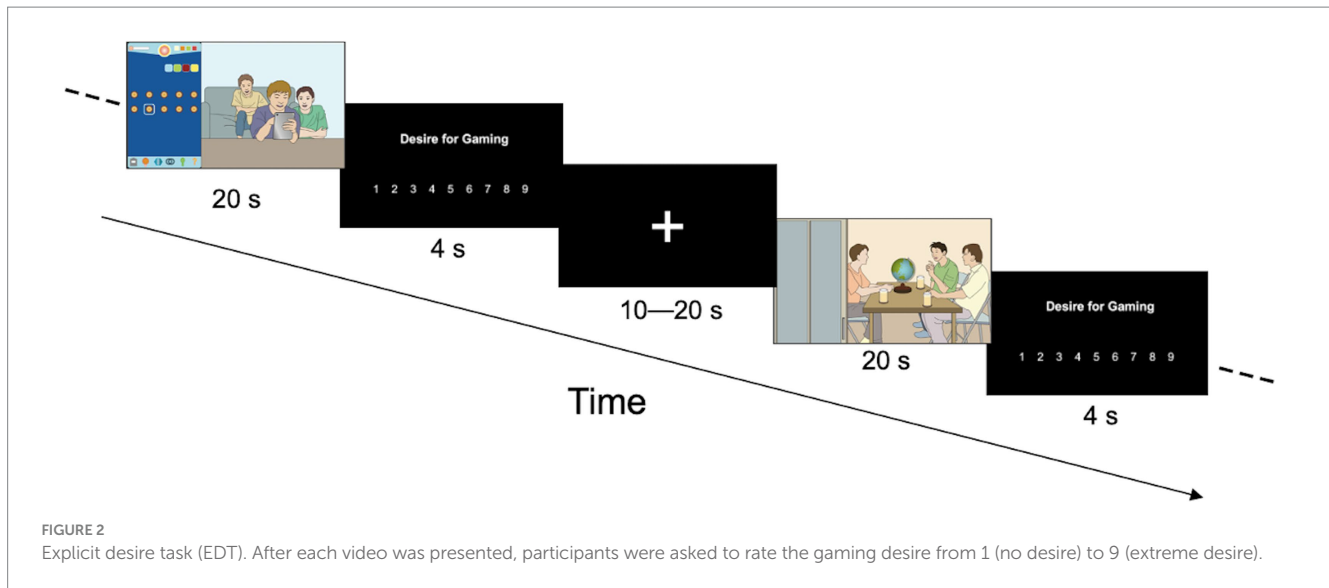 Desire for Gaming
1 2 3 4 5 6 7 8 9
20 s
4 s
+
10—20 s
20 s
Desire for Gaming
1 2 3 4 5 6 7 8 9
4 s
Time
FIGURE 2
Explicit desire task (EDT). After each video was presented, participants were asked to rate the gaming desire from 1 (no desire) to 9 (extreme desire).